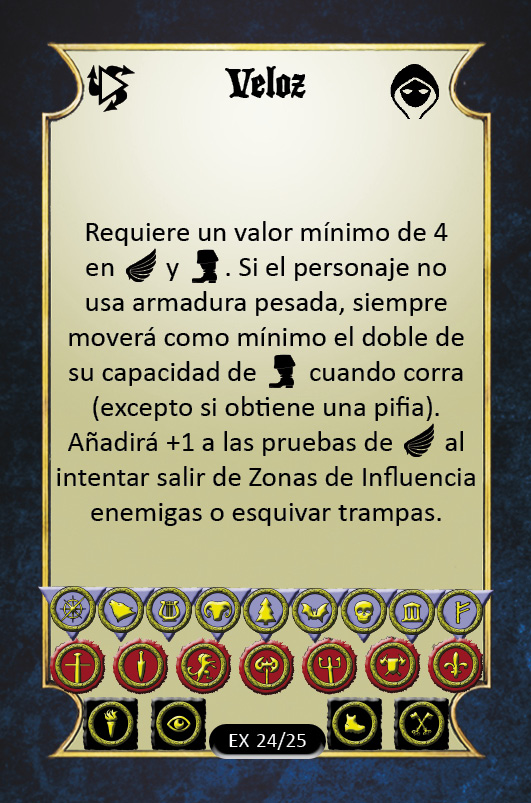 Veloz
Requiere un valor mínimo de 4
en y . Si el personaje no
usa armadura pesada, siempre
moverá como mínimo el doble de
su capacidad de cuando corra
(excepto si obtiene una pifia).
Añadirá +1 a las pruebas de al
intentar salir de Zonas de Influencia
enemigas o esquivar trampas.
EX 24/25